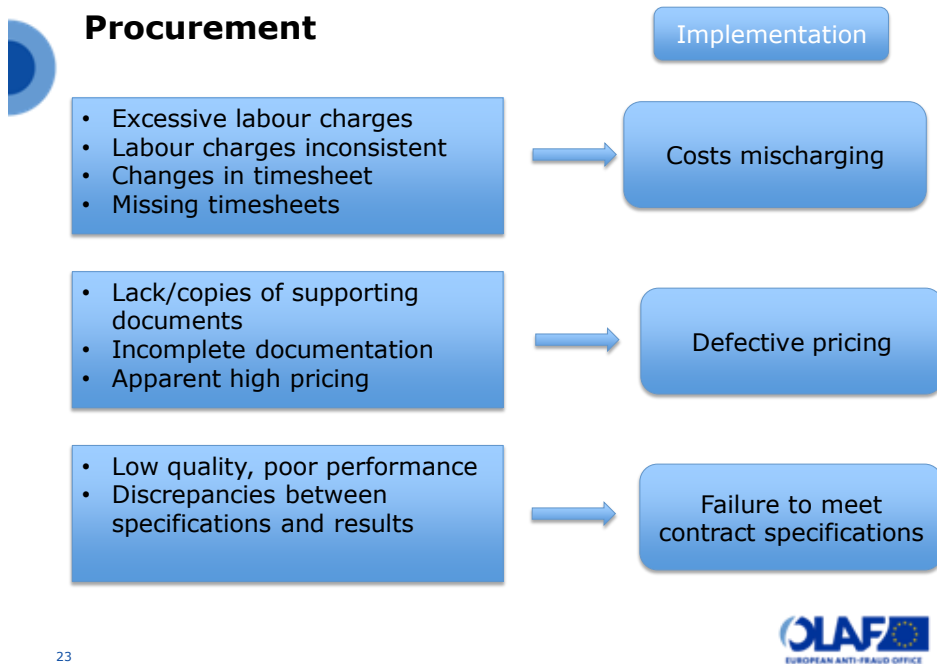 Procurement
Implementation
• Excessive labour charges
• Labour charges inconsistent
• Changes in timesheet
• Missing timesheets
Costs mischarging
• Lack/copies of supporting
documents
• Incomplete documentation
• Apparent high pricing
Defective pricing
• Low quality, poor performance
• Discrepancies between
specifications and results
Failure to meet
contract specifications
23
OLAF
EUROPEAN ANTI-FRAUD OFFICE